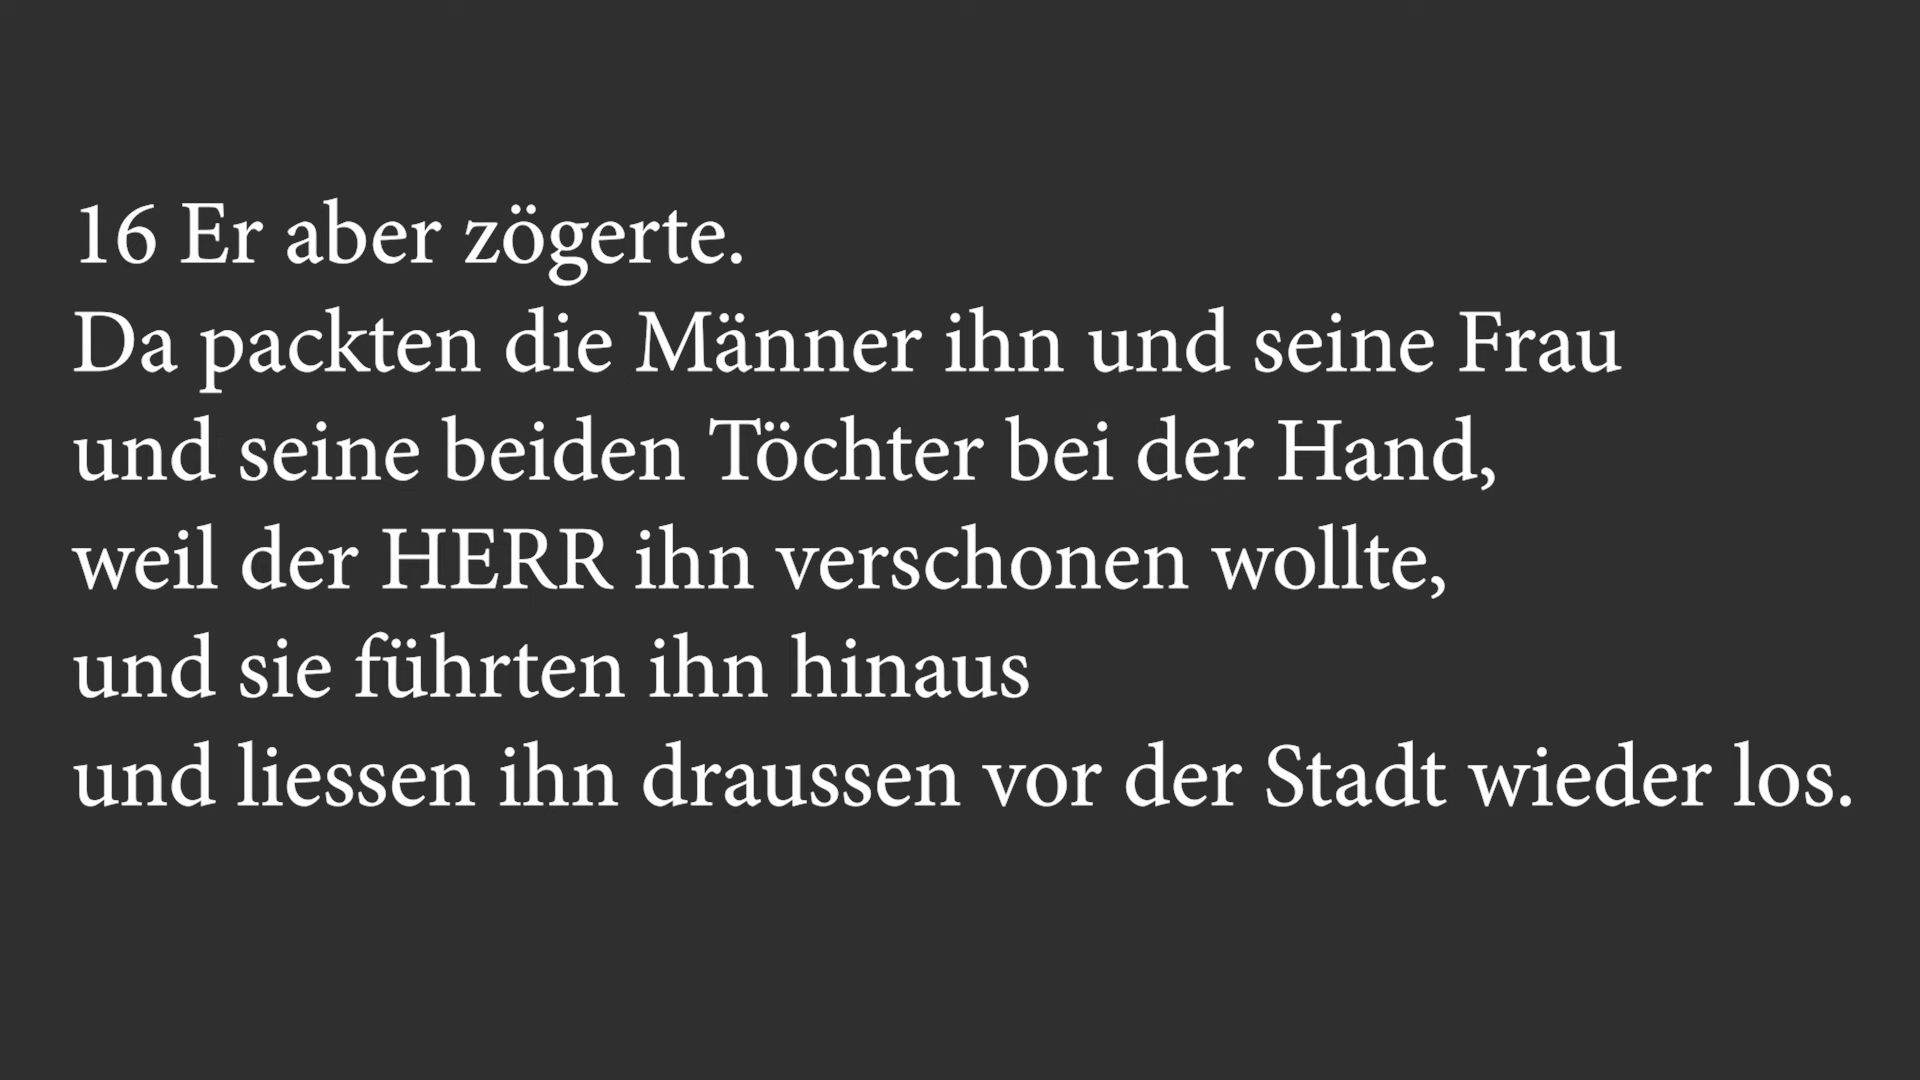 16 Er aber zögerte.
Da packten die Männer ihn und seine Frau
und seine beiden Töchter bei der Hand,
weil der HERR ihn verschonen wollte,
und sie führten ihn hinaus
und liessen ihn draussen vor der Stadt wieder los.